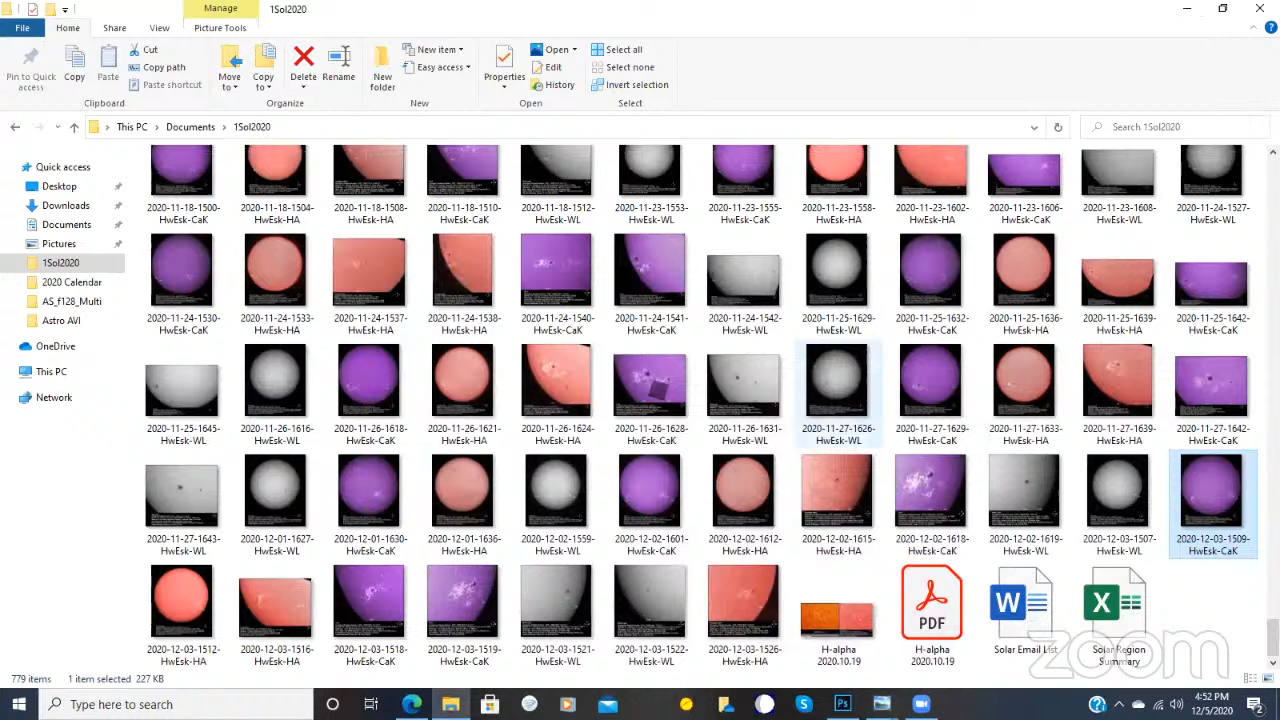 Manage
1Sol2020
File
Home
Share
View
Picture Tools
Pin to Quick access
Copy
Paste
Cut
Copy path
Paste shortcut
Move to
Copy to
Delete
Rename
New folder
New item
Easy access
Properties
Open
Edit
History
Select all
Select none
Invert selection
Clipboard
Organize
New
Open
Select
This PC > Documents > 1Sol2020
Search 1Sol2020
Quick access
Desktop
Downloads
Documents
Pictures
1Sol2020
2020 Calendar
AS_f128_Multi
Astro AVI
OneDrive
This PC
Network
2020-11-18-1500-HwEsk-CaK
2020-11-18-1504-HwEsk-HA
2020-11-18-1508-HwEsk-HA
2020-11-18-1510-HwEsk-CaK
2020-11-18-1512-HwEsk-WL
2020-11-23-1553-HwEsk-WL
2020-11-23-1555-HwEsk-CaK
2020-11-23-1558-HwEsk-HA
2020-11-23-1602-HwEsk-HA
2020-11-23-1606-HwEsk-CaK
2020-11-23-1608-HwEsk-WL
2020-11-24-1527-HwEsk-WL
2020-11-24-1530-HwEsk-CaK
2020-11-24-1533-HwEsk-HA
2020-11-24-1537-HwEsk-HA
2020-11-24-1538-HwEsk-HA
2020-11-24-1540-HwEsk-CaK
2020-11-24-1541-HwEsk-CaK
2020-11-24-1542-HwEsk-WL
2020-11-25-1629-HwEsk-WL
2020-11-25-1632-HwEsk-CaK
2020-11-25-1636-HwEsk-HA
2020-11-25-1639-HwEsk-HA
2020-11-25-1642-HwEsk-CaK
2020-11-25-1645-HwEsk-WL
2020-11-26-1616-HwEsk-WL
2020-11-26-1618-HwEsk-CaK
2020-11-26-1621-HwEsk-HA
2020-11-26-1624-HwEsk-HA
2020-11-26-1628-HwEsk-CaK
2020-11-26-1631-HwEsk-WL
2020-11-27-1626-HwEsk-WL
2020-11-27-1629-HwEsk-CaK
2020-11-27-1633-HwEsk-HA
2020-11-27-1639-HwEsk-HA
2020-11-27-1642-HwEsk-CaK
2020-11-27-1643-HwEsk-WL
2020-12-01-1627-HwEsk-WL
2020-12-01-1630-HwEsk-CaK
2020-12-01-1636-HwEsk-HA
2020-12-02-1559-HwEsk-WL
2020-12-02-1601-HwEsk-CaK
2020-12-02-1612-HwEsk-HA
2020-12-02-1615-HwEsk-HA
2020-12-02-1618-HwEsk-CaK
2020-12-02-1619-HwEsk-WL
2020-12-03-1507-HwEsk-WL
2020-12-03-1509-HwEsk-CaK
2020-12-03-1512-HwEsk-HA
2020-12-03-1516-HwEsk-HA
2020-12-03-1518-HwEsk-CaK
2020-12-03-1519-HwEsk-CaK
2020-12-03-1521-HwEsk-WL
2020-12-03-1522-HwEsk-WL
2020-12-03-1526-HwEsk-HA
H-alpha 2020.10.19
PDF
H-alpha 2020.10.19
W
Solar Email List
X
Solar Region Summary
zoom
779 items
1 item selected 227 KB
Type here to search
Ps
4:52 PM
12/5/2020
2